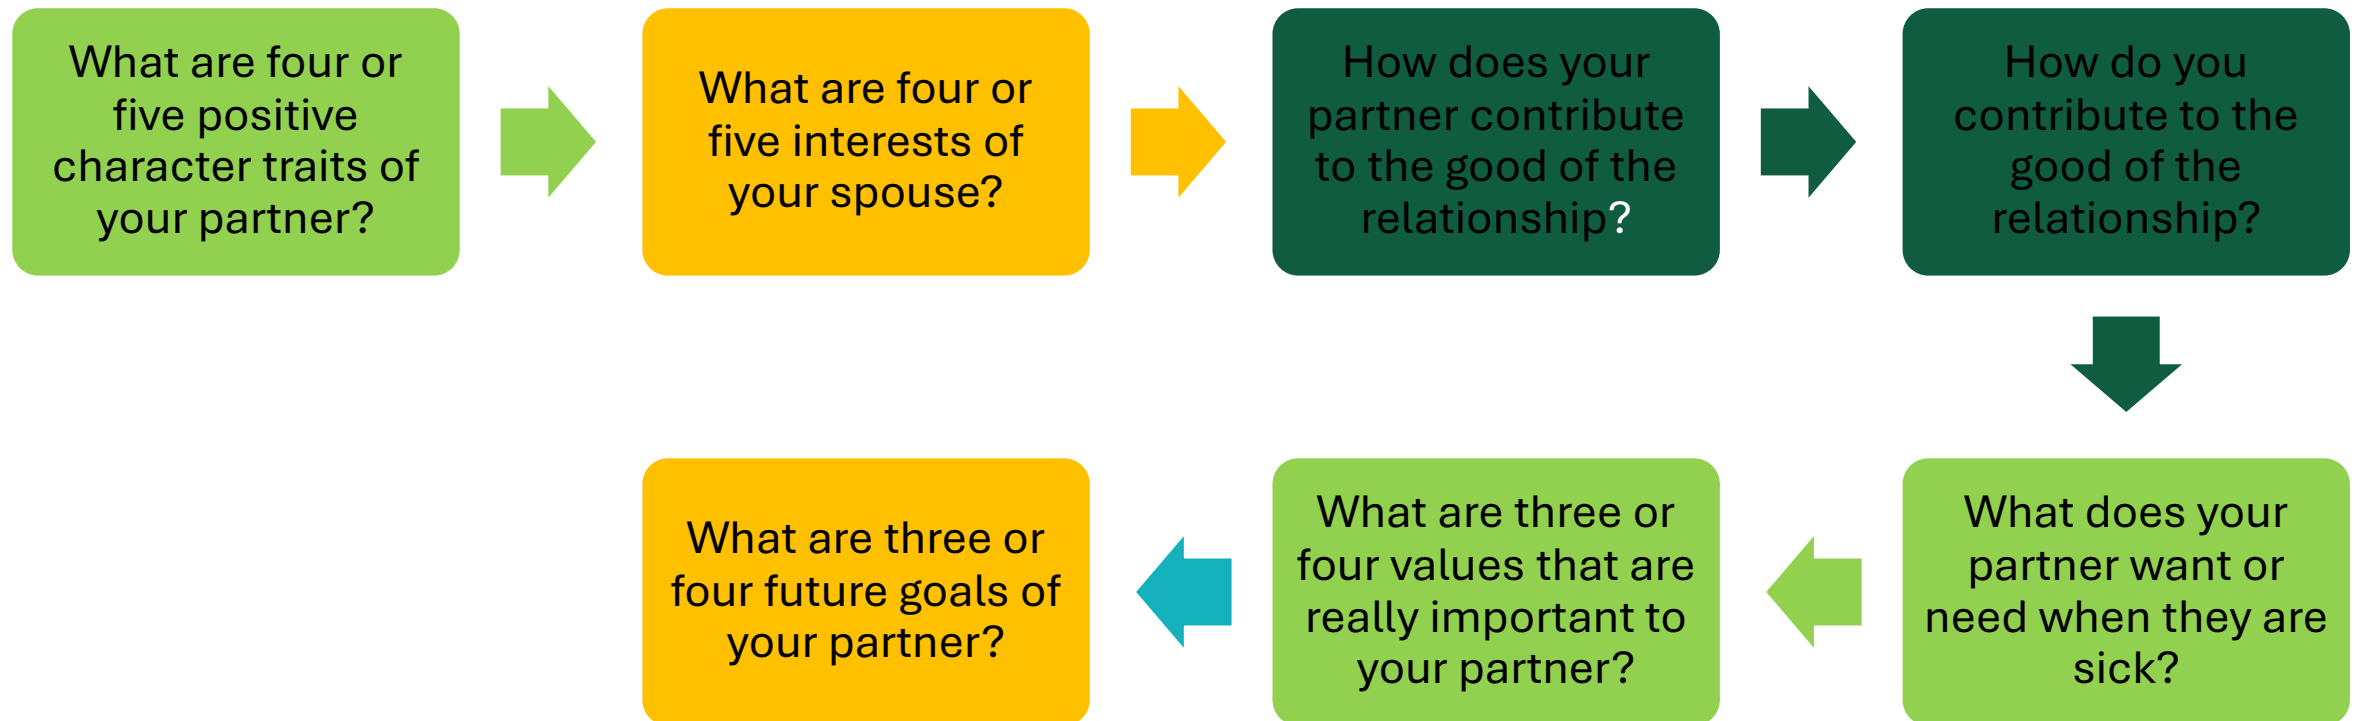 What are four or
five positive
character traits of
your partner?
What are four or
five interests of
your spouse?
How does your
partner contribute
to the good of the
relationship?
How do you
contribute to the
good of the
relationship?
What does your
partner want or
need when they are
sick?
What are three or
four values that are
really important to
your partner?
What are three or
four future goals of
your partner?